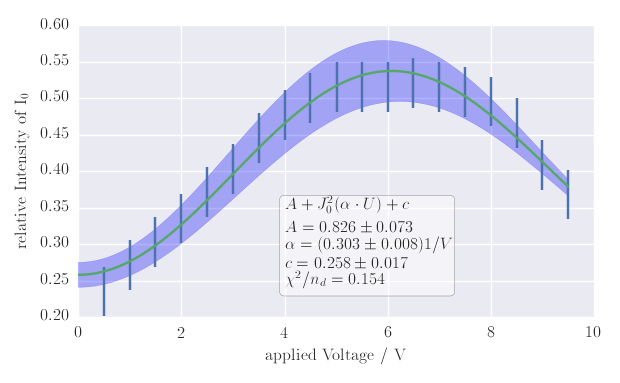 0.60
0.55
0.50
0.45
0.40
0.35
0.30
0.25
0.20
relative Intensity of I₀
A + J₀²(α · U) + c
A = 0.826 ± 0.073
α = (0.303 ± 0.008)1/V
c = 0.258 ± 0.017
χ²/n_d = 0.154
0 2 4 6 8 10
applied Voltage / V